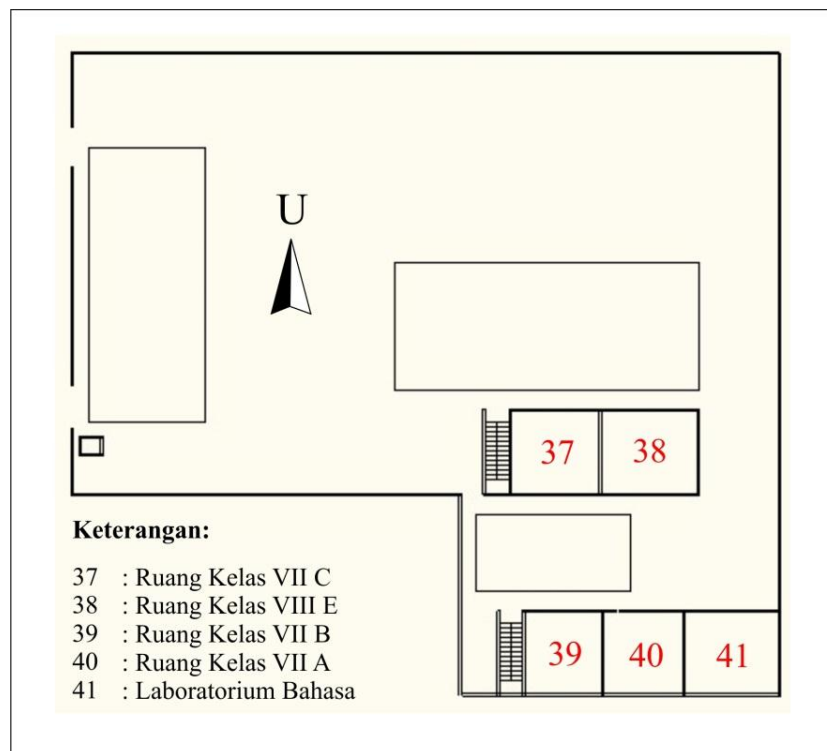 U
37 38
Keterangan:
37 : Ruang Kelas VII C
38 : Ruang Kelas VIII E
39 : Ruang Kelas VII B
40 : Ruang Kelas VII A
41 : Laboratorium Bahasa
39 40 41